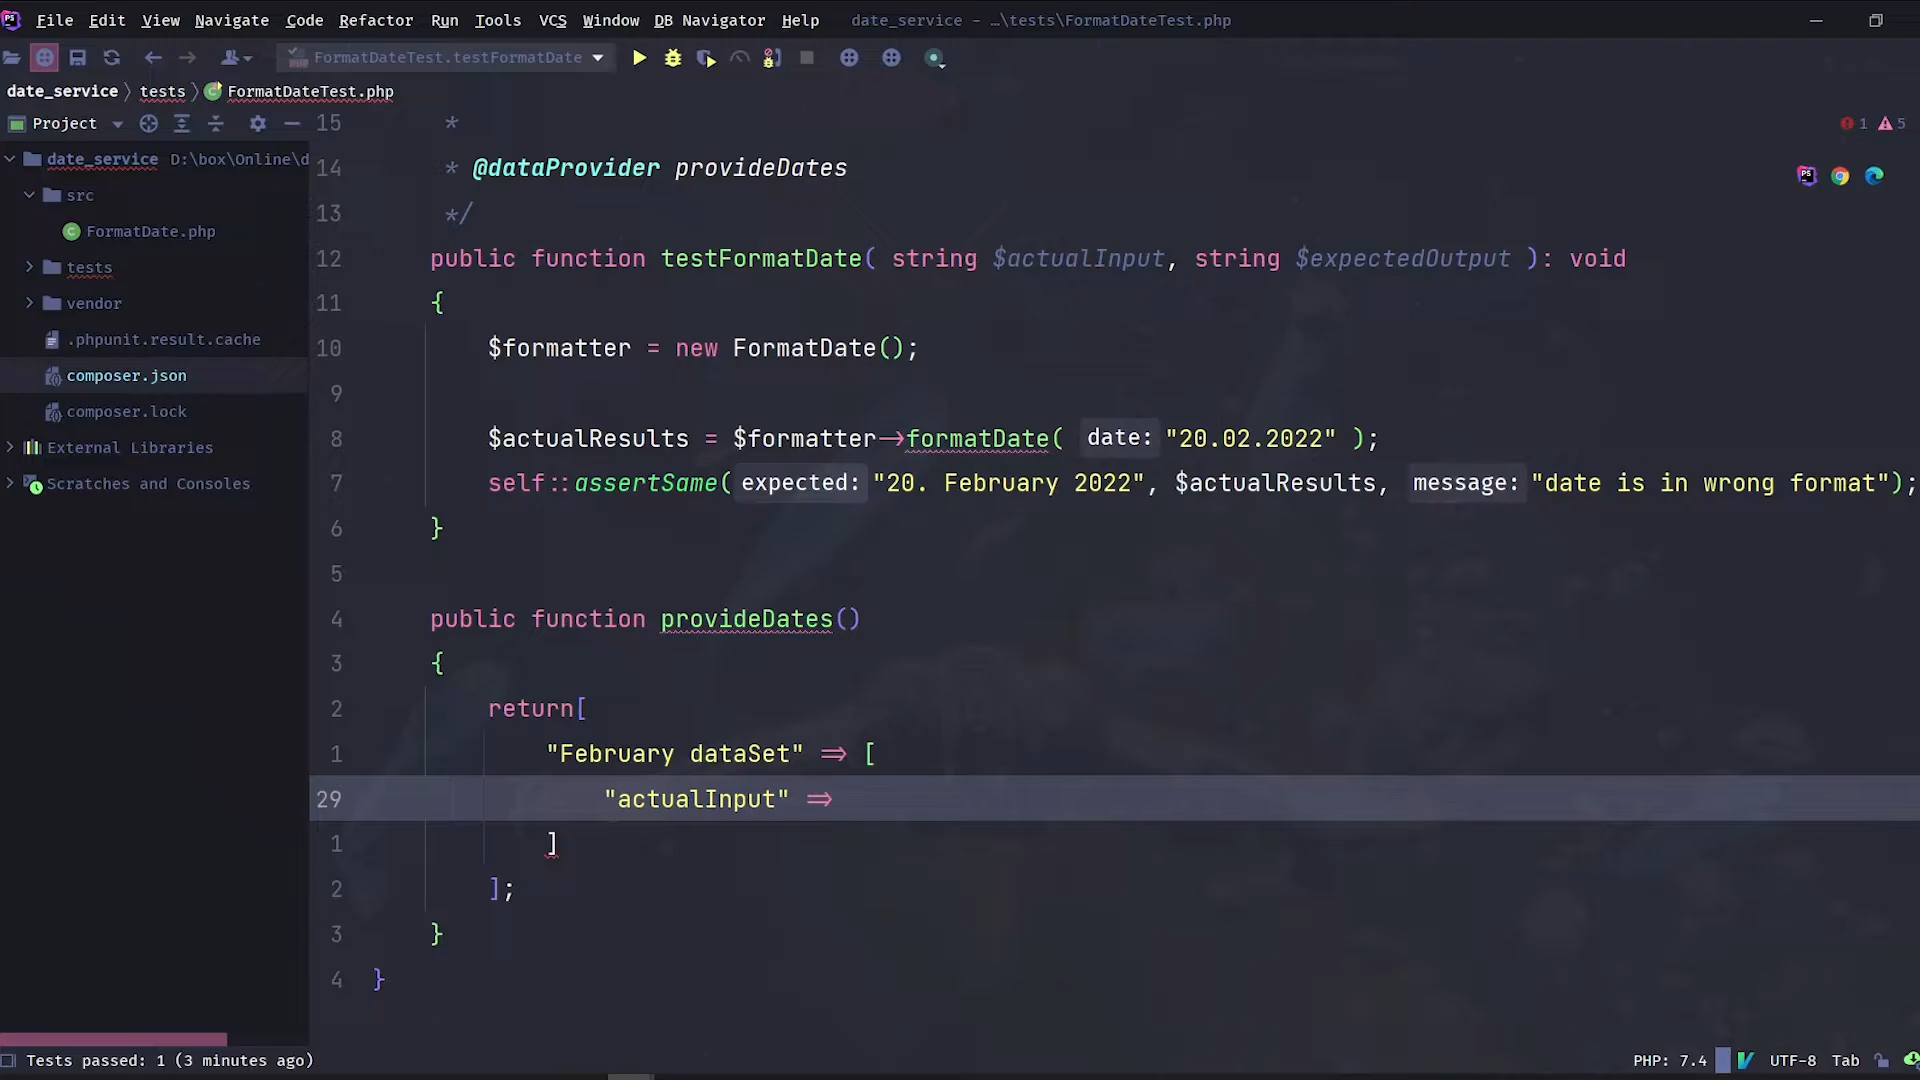 File Edit View Navigate Code Refactor Run Tools VCS Window DB Navigator Help date_service - …\tests\FormatDateTest.php
FormatDateTest.testFormatDate
date_service tests FormatDateTest.php
Project
date_service D:\box\Online\d
src
FormatDate.php
tests
vendor
.phpunit.result.cache
composer.json
composer.lock
External Libraries
Scratches and Consoles
1 5
15 *
14 * @dataProvider provideDates
13 */
12 public function testFormatDate( string $actualInput, string $expectedOutput ): void
11 {
10 $formatter = new FormatDate();
9
8 $actualResults = $formatter->formatDate( date: "20.02.2022" );
7 self::assertSame( expected: "20. February 2022", $actualResults, message: "date is in wrong format");
6 }
5
4 public function provideDates()
3 {
2 return[
1 "February dataSet" => [
29 "actualInput" =>
1 ]
2 ];
3 }
4 }
Tests passed: 1 (3 minutes ago)
PHP: 7.4 UTF-8 Tab